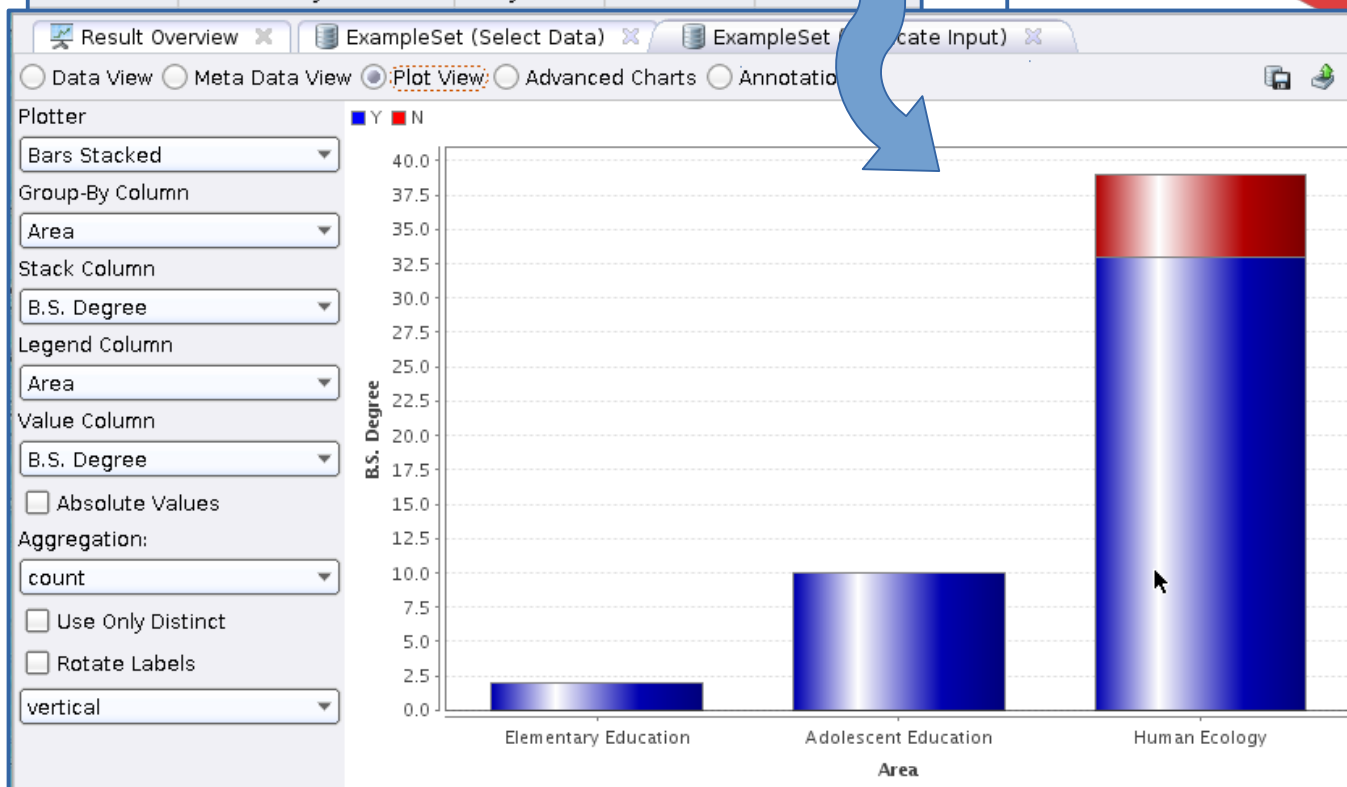 Result Overview ExampleSet (Select Data) ExampleSet ( cate Input)
Data View Meta Data View Plot View Advanced Charts Annotatio
Plotter
Y N
Bars Stacked
Group-By Column
Area
Stack Column
B.S. Degree
Legend Column
Area
Value Column
B.S. Degree
Absolute Values
Aggregation:
count
Use Only Distinct
Rotate Labels
vertical
40.0
37.5
35.0
32.5
30.0
27.5
25.0
22.5
20.0
17.5
15.0
12.5
10.0
7.5
5.0
2.5
0.0
B.S. Degree
Elementary Education Adolescent Education Human Ecology
Area